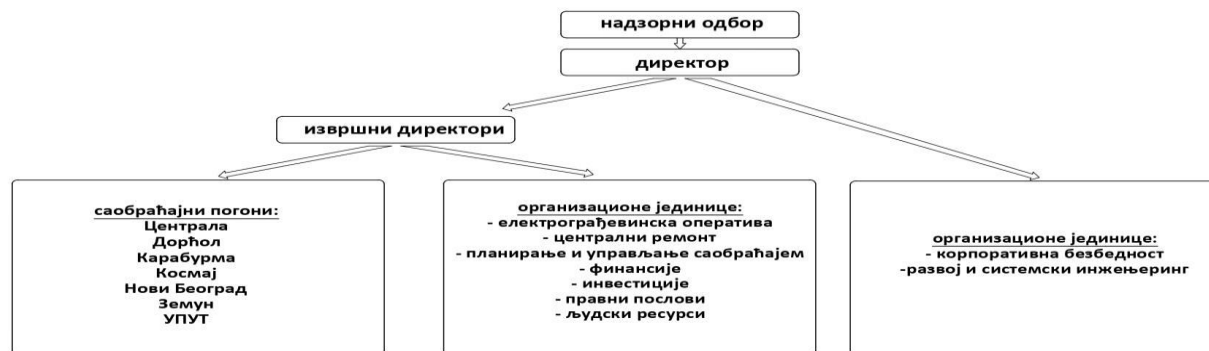 надзорни одбор
директор
извршни директори
саобраћајни погони:
Централа
Дорћол
Карабурма
Космај
Нови Београд
Земун
УПУТ
организационе јединице:
- електрограђевинска оператива
- централни ремонт
- планирање и управљање саобраћајем
- финансије
- инвестиције
- правни послови
- људски ресурси
организационе јединице:
- корпоративна безбедност
-развој и системски инжењеринг